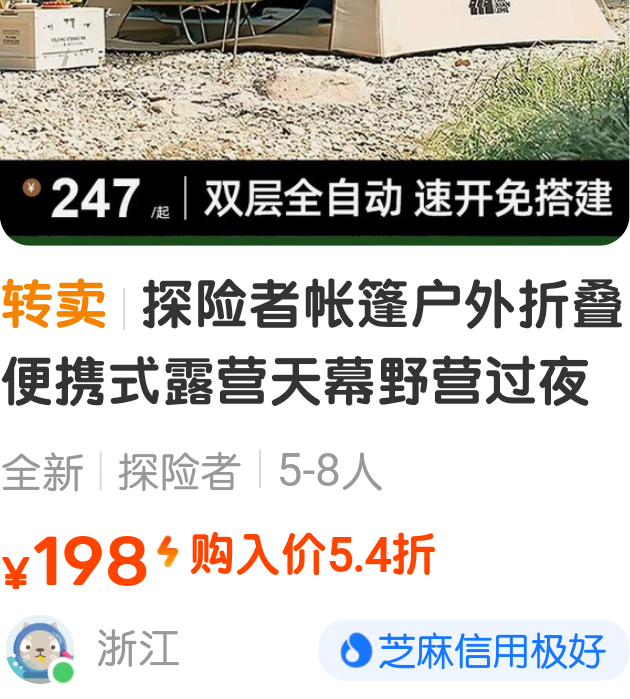 ¥ 247 /起 双层全自动 速开免搭建
转卖 探险者帐篷户外折叠
便携式露营天幕野营过夜
全新 探险者 5-8人
¥198 购入价5.4折
浙江 芝麻信用极好